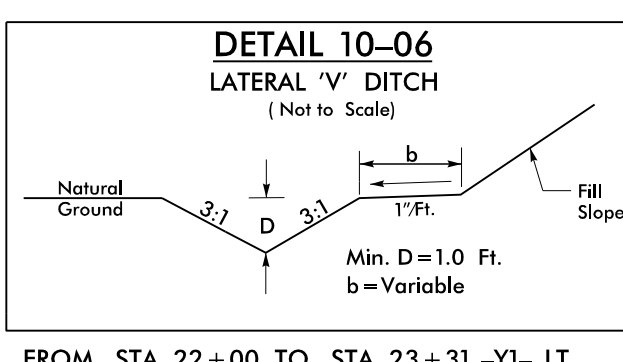 DETAIL 10–06
LATERAL 'V' DITCH
( Not to Scale)
b
Natural
Ground
3:1
D
3:1
1"/Ft.
Fill
Slope
Min. D=1.0 Ft.
b=Variable
FROM STA. 22+00 TO STA. 23+31 –Y1– LT